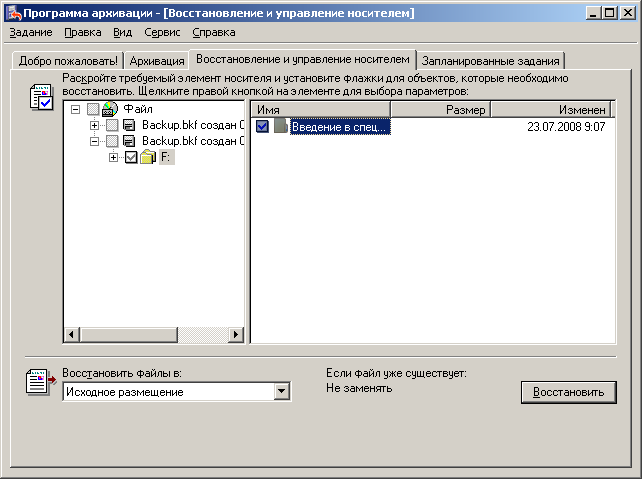 Программа архивации - [Восстановление и управление носителем]
Задание Правка Вид Сервис Справка
Добро пожаловать! Архивация Восстановление и управление носителем Запланированные задания
Раскройте требуемый элемент носителя и установите флажки для объектов, которые необходимо
восстановить. Щелкните правой кнопкой на элементе для выбора параметров:
Файл
Backup.bkf создан
Backup.bkf создан
F:
Имя Размер Изменен
Введение в спец... 23.07.2008 9:07
Восстановить файлы в:
Исходное размещение
Если файл уже существует:
Не заменять
Восстановить